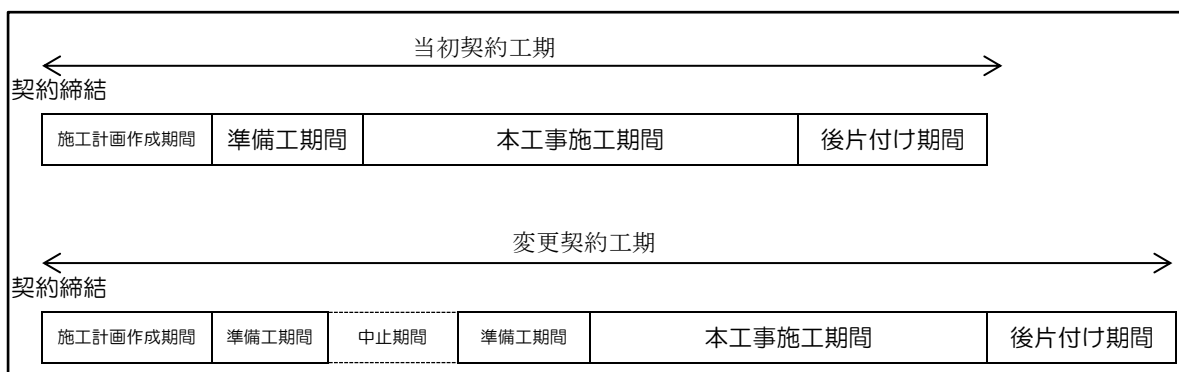 当初契約工期
契約締結
施工計画作成期間 準備工期間 本工事施工期間 後片付け期間
変更契約工期
契約締結
施工計画作成期間 準備工期間 中止期間 準備工期間 本工事施工期間 後片付け期間